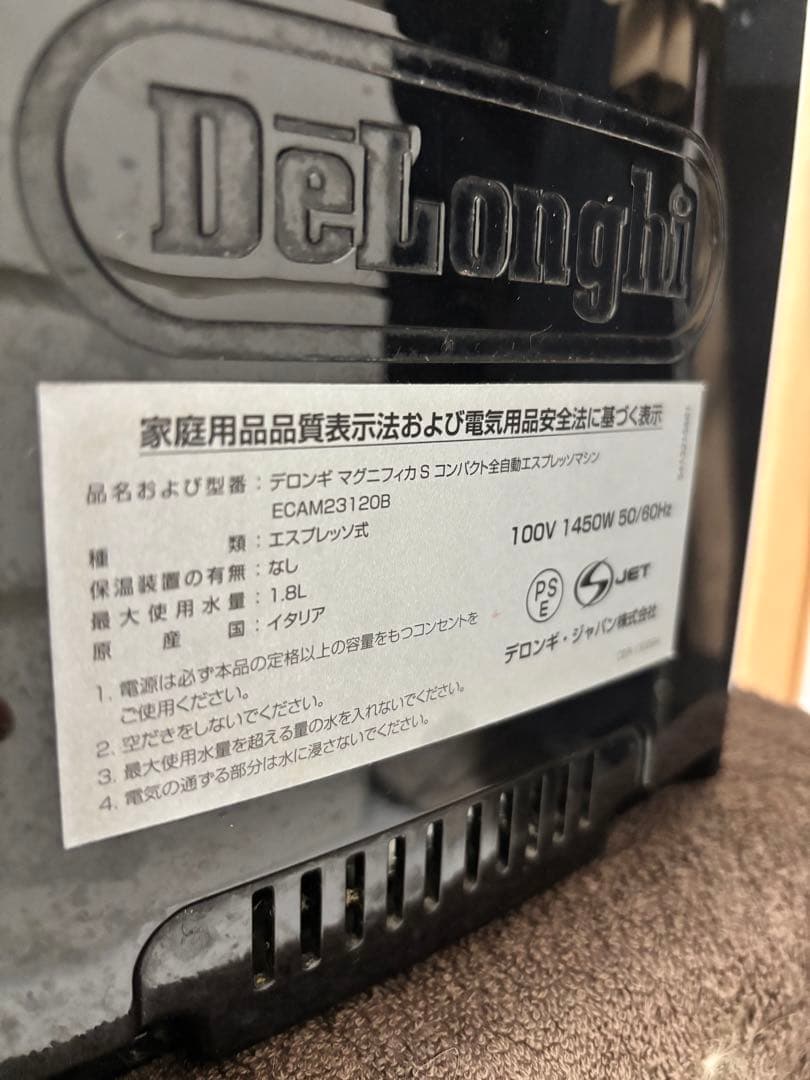 DeLonghi
家庭用品品質表示法および電気用品安全法に基づく表示
品名および型番：デロンギ マグニフィカ S コンパクト全自動エスプレッソマシン
ECAM23120B
種類：エスプレッソ式
100V 1450W 50/60Hz
保温装置の有無：なし
最大使用水量：1.8L
原産国：イタリア
PS
E
JET
デロンギ・ジャパン株式会社
1. 電源は必ず本品の定格以上の容量をもつコンセントを
ご使用ください。
2. 空だきをしないでください。
3. 最大使用水量を超える量の水を入れないでください。
4. 電気の通ずる部分は水に浸さないでください。